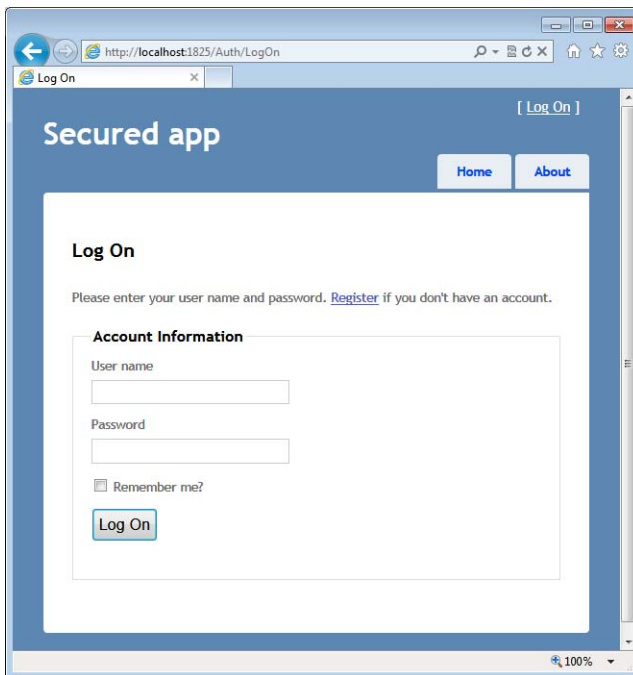 http://localhost:1825/Auth/LogOn
Log On
[ Log On ]
Secured app
Home About
Log On
Please enter your user name and password. Register if you don't have an account.
Account Information
User name
Password
Remember me?
Log On
100%